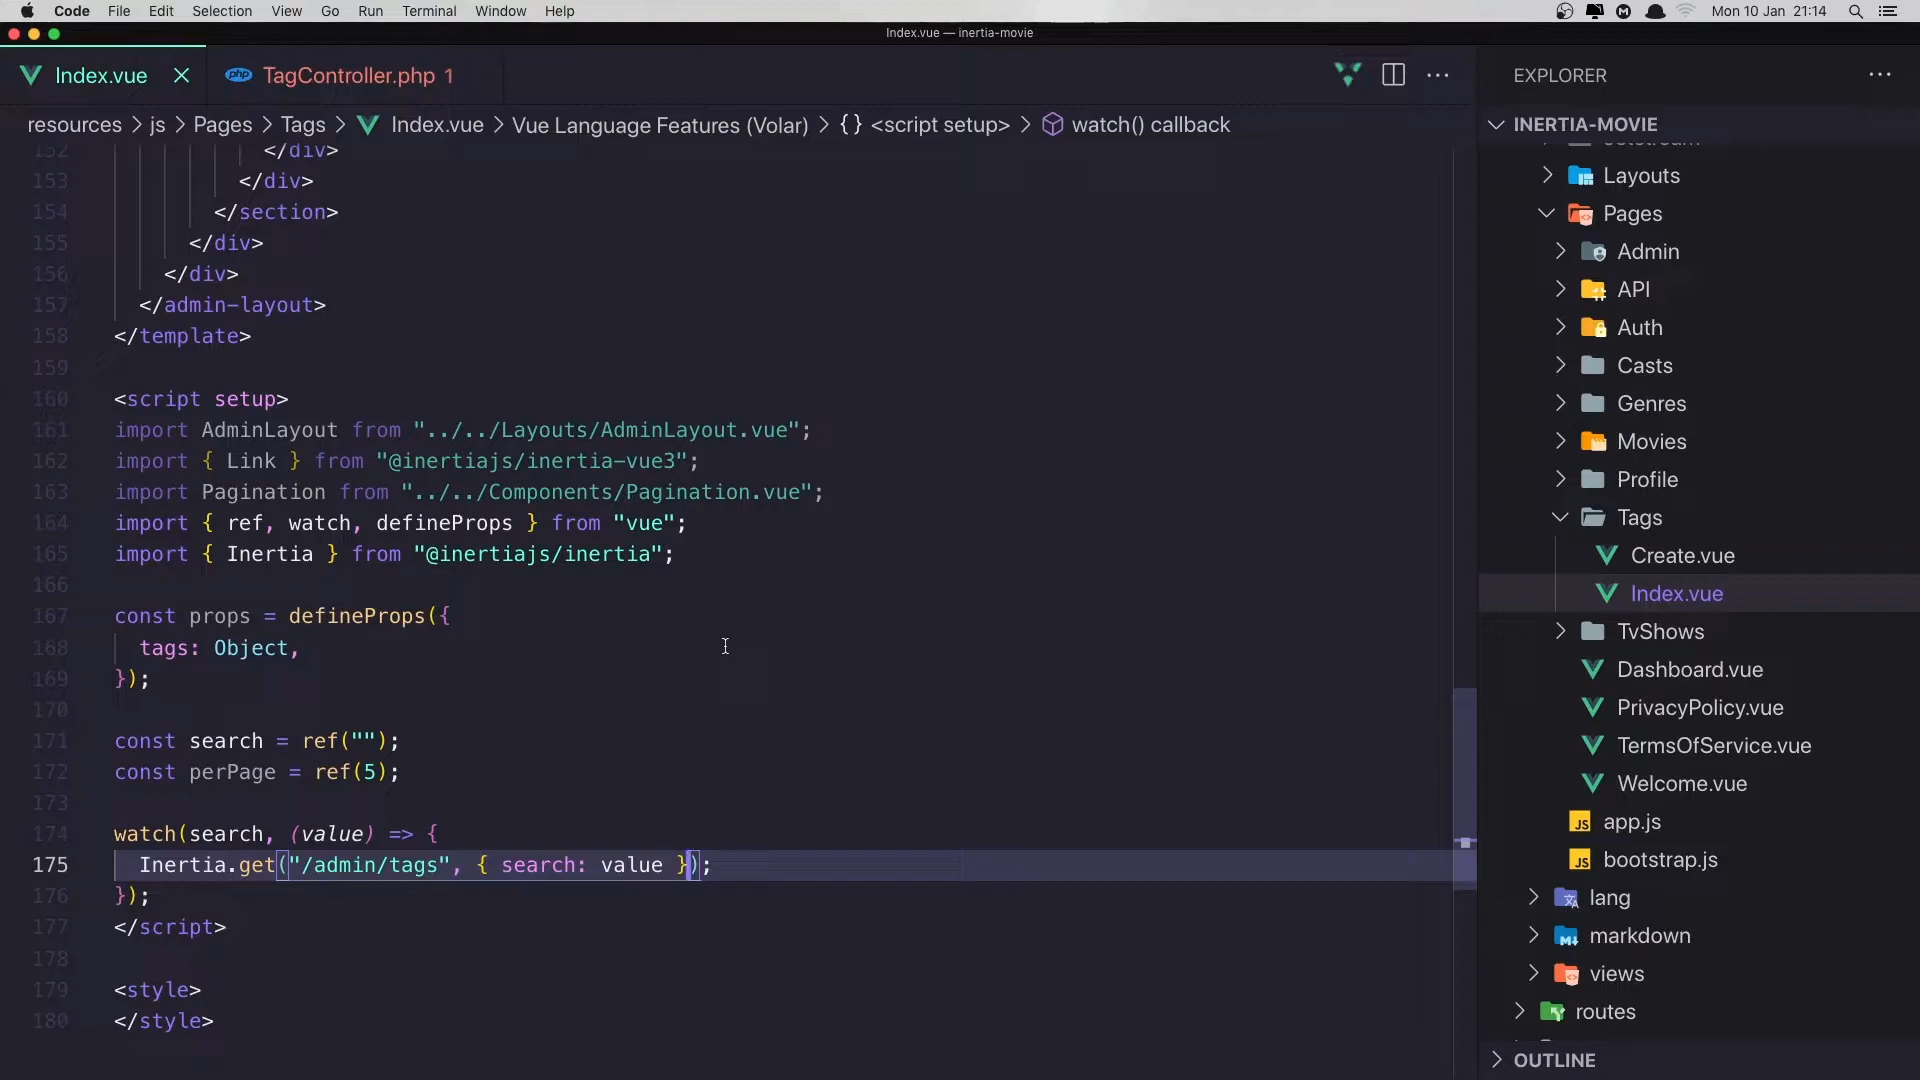 Code File Edit Selection View Go Run Terminal Window Help Mon 10 Jan 21:14
Index.vue — inertia-movie
Index.vue
php TagController.php 1
resources > js > Pages > Tags > Index.vue > Vue Language Features (Volar) > {} <script setup> > watch() callback
152 </div>
153 </div>
154 </section>
155 </div>
156 </div>
157 </admin-layout>
158 </template>
159
160 <script setup>
161 import AdminLayout from "../../Layouts/AdminLayout.vue";
162 import { Link } from "@inertiajs/inertia-vue3";
163 import Pagination from "../../Components/Pagination.vue";
164 import { ref, watch, defineProps } from "vue";
165 import { Inertia } from "@inertiajs/inertia";
166
167 const props = defineProps({
168 tags: Object,
169 });
170
171 const search = ref("");
172 const perPage = ref(5);
173
174 watch(search, (value) => {
175 Inertia.get("/admin/tags", { search: value });
176 });
177 </script>
178
179 <style>
180 </style>
EXPLORER
INERTIA-MOVIE
Layouts
Pages
Admin
API
Auth
Casts
Genres
Movies
Profile
Tags
Create.vue
Index.vue
TvShows
Dashboard.vue
PrivacyPolicy.vue
TermsOfService.vue
Welcome.vue
JS app.js
JS bootstrap.js
lang
markdown
views
routes
OUTLINE